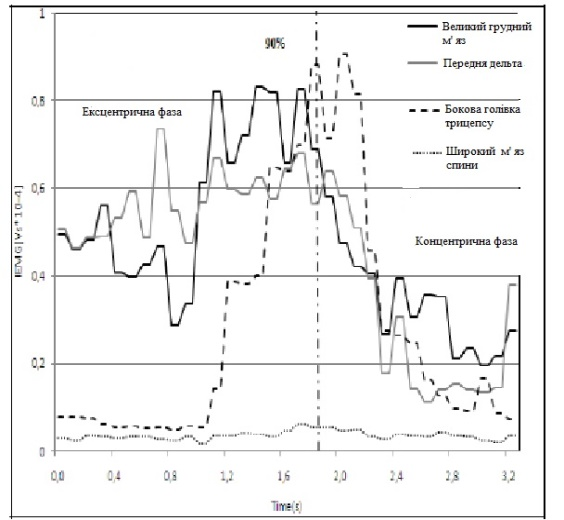 1
90%
Великий грудний
м' яз
Передня дельта
Бокова голівка
трицепсу
Широкий м' яз
спини
Ексцентрична фаза
Концентрична фаза
0,8
0,6
0,4
0,2
0
IEMG[Vs*10-4]
0,0 0,4 0,8 1,2 1,6 2,0 2,4 2,8 3,2
Time(s)